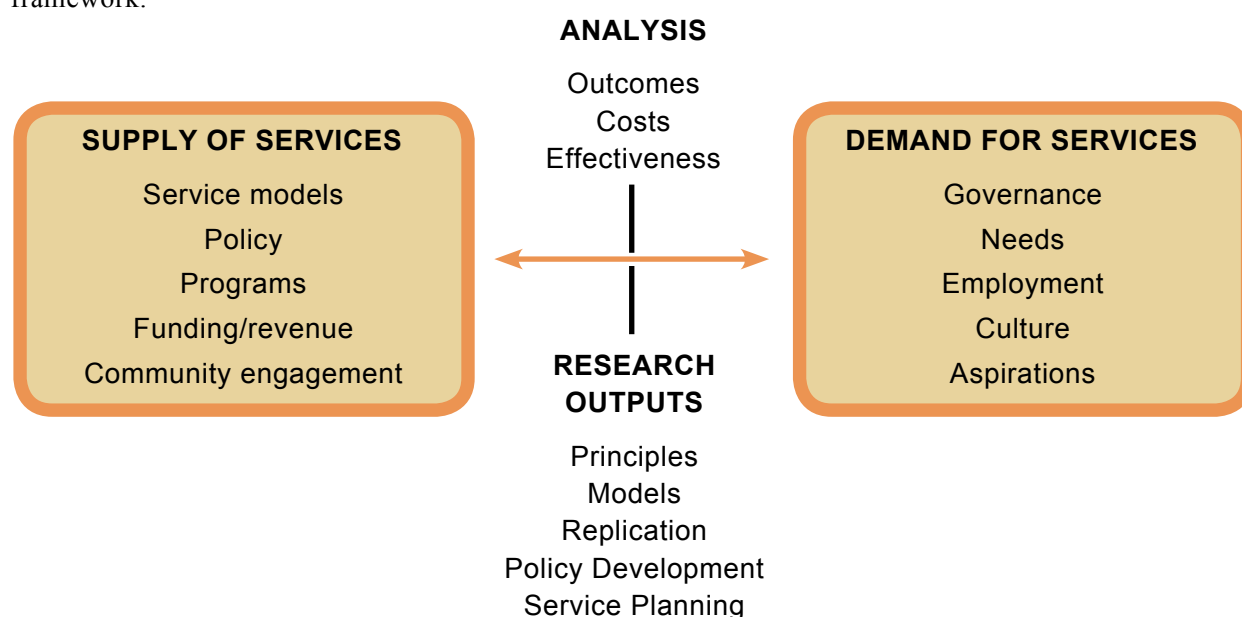 framework.
ANALYSIS
Outcomes
Costs
Effectiveness
SUPPLY OF SERVICES
Service models
Policy
Programs
Funding/revenue
Community engagement
DEMAND FOR SERVICES
Governance
Needs
Employment
Culture
Aspirations
RESEARCH
OUTPUTS
Principles
Models
Replication
Policy Development
Service Planning